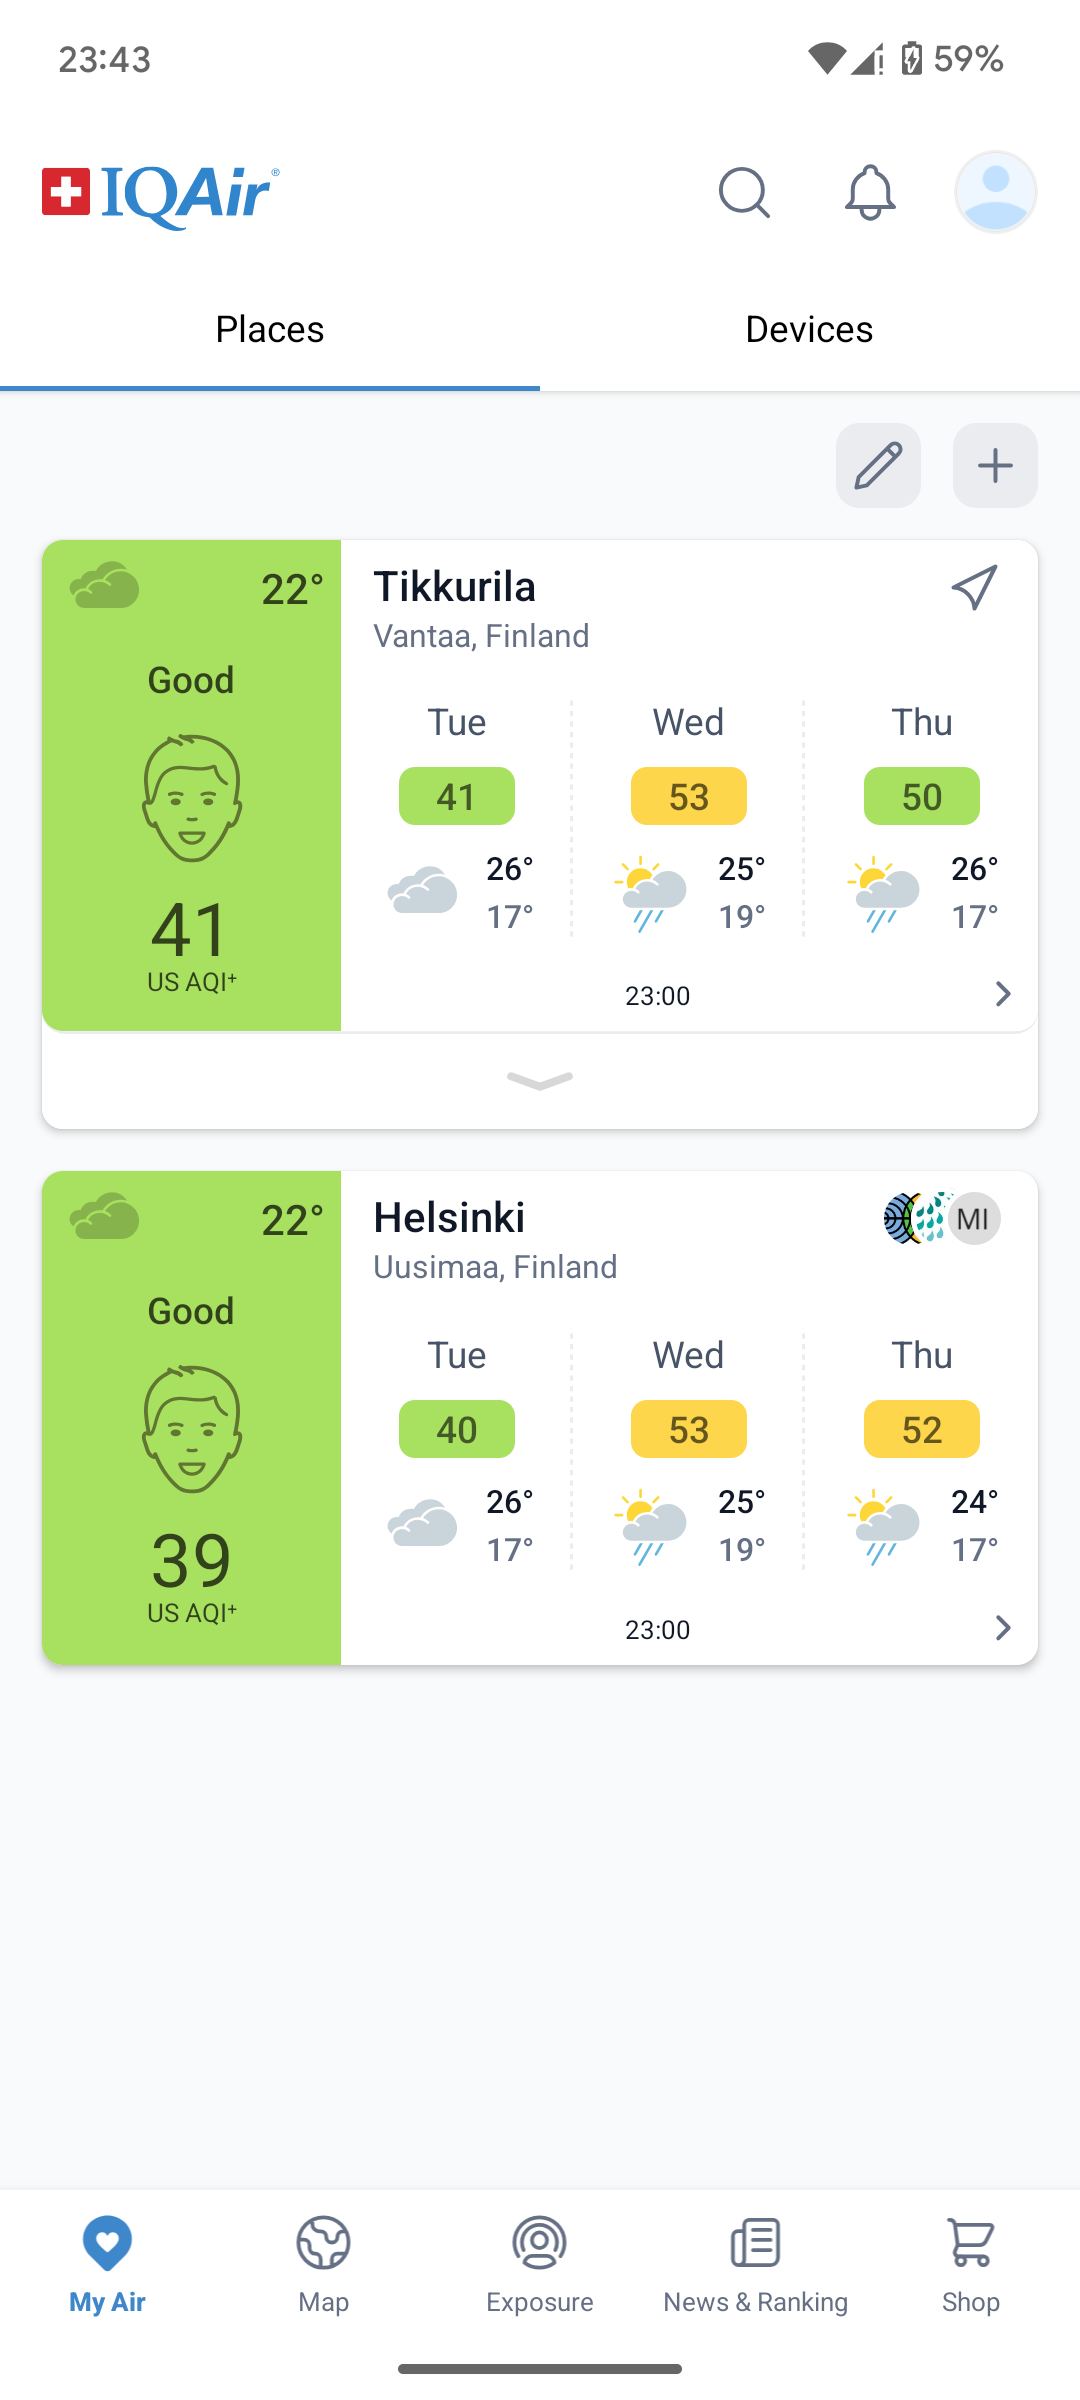 23:43
59%
IQAir®
Places
Devices
22°
Good
41
US AQI⁺
Tikkurila
Vantaa, Finland
Tue
Wed
Thu
41
53
50
26°
17°
25°
19°
26°
17°
23:00
22°
Good
39
US AQI⁺
Helsinki
Uusimaa, Finland
MI
Tue
Wed
Thu
40
53
52
26°
17°
25°
19°
24°
17°
23:00
My Air
Map
Exposure
News & Ranking
Shop